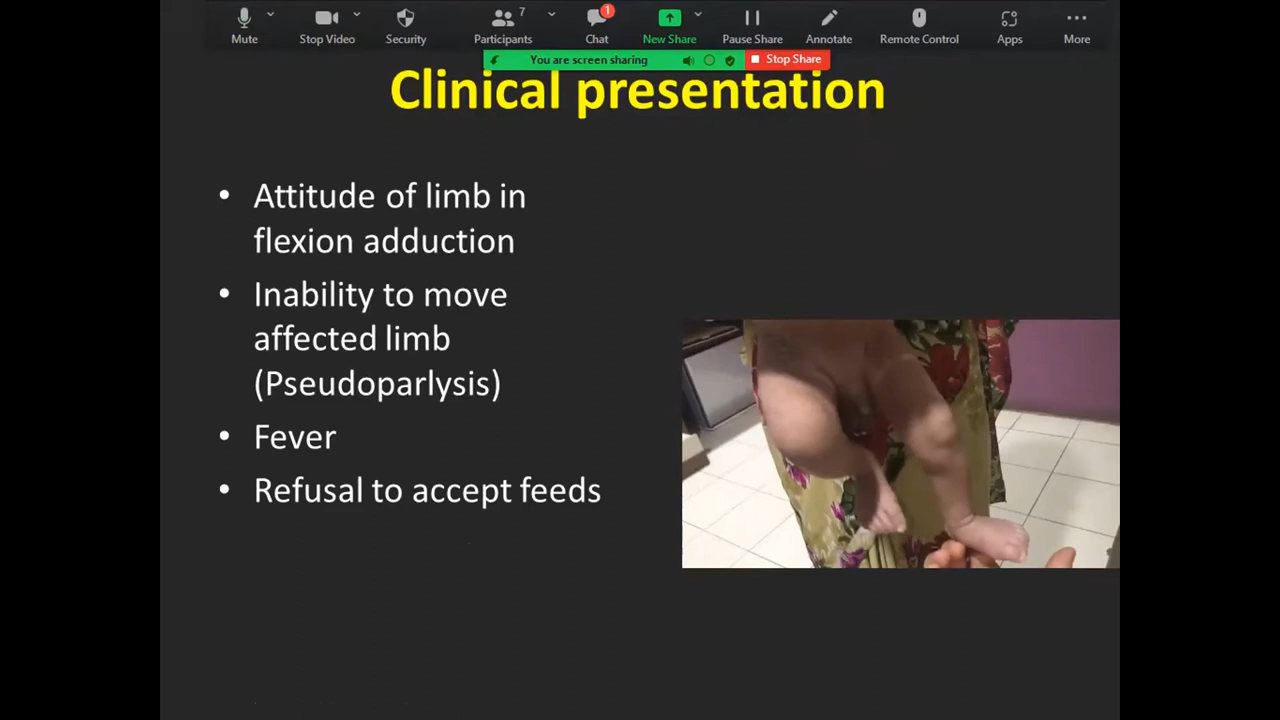 7
1
Mute
Stop Video
Security
Participants
Chat
New Share
Pause Share
Annotate
Remote Control
Apps
More
You are screen sharing
Stop Share
Clinical presentation
• Attitude of limb in
flexion adduction
• Inability to move
affected limb
(Pseudoparlysis)
• Fever
• Refusal to accept feeds